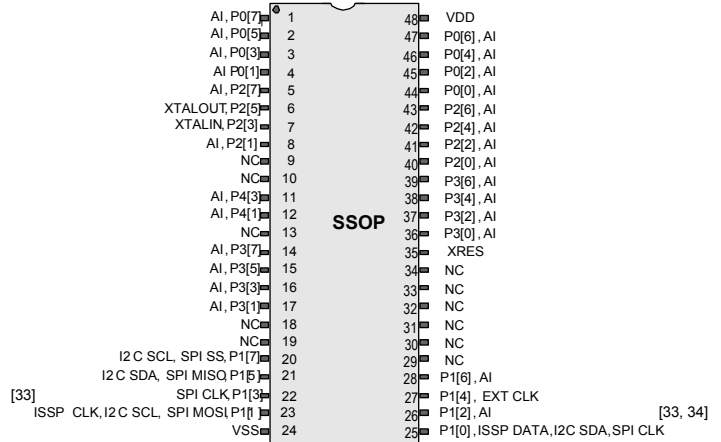 AI, P0[7] 1 48 VDD
AI, P0[5] 2 47 P0[6], AI
AI, P0[3] 3 46 P0[4], AI
AI P0[1] 4 45 P0[2], AI
AI, P2[7] 5 44 P0[0], AI
XTALOUT, P2[5] 6 43 P2[6], AI
XTALIN, P2[3] 7 42 P2[4], AI
AI, P2[1] 8 41 P2[2], AI
NC 9 40 P2[0], AI
NC 10 39 P3[6], AI
AI, P4[3] 11 38 P3[4], AI
AI, P4[1] 12 37 P3[2], AI
SSOP
NC 13 36 P3[0], AI
AI, P3[7] 14 35 XRES
AI, P3[5] 15 34 NC
AI, P3[3] 16 33 NC
AI, P3[1] 17 32 NC
NC 18 31 NC
NC 19 30 NC
I2C SCL, SPI SS, P1[7] 20 29 NC
I2C SDA, SPI MISO, P1[5] 21 28 P1[6], AI
[33] SPI CLK, P1[3] 22 27 P1[4], EXT CLK
ISSP CLK, I2C SCL, SPI MOSI, P1[1] 23 26 P1[2], AI [33, 34]
VSS 24 25 P1[0], ISSP DATA, I2C SDA, SPI CLK